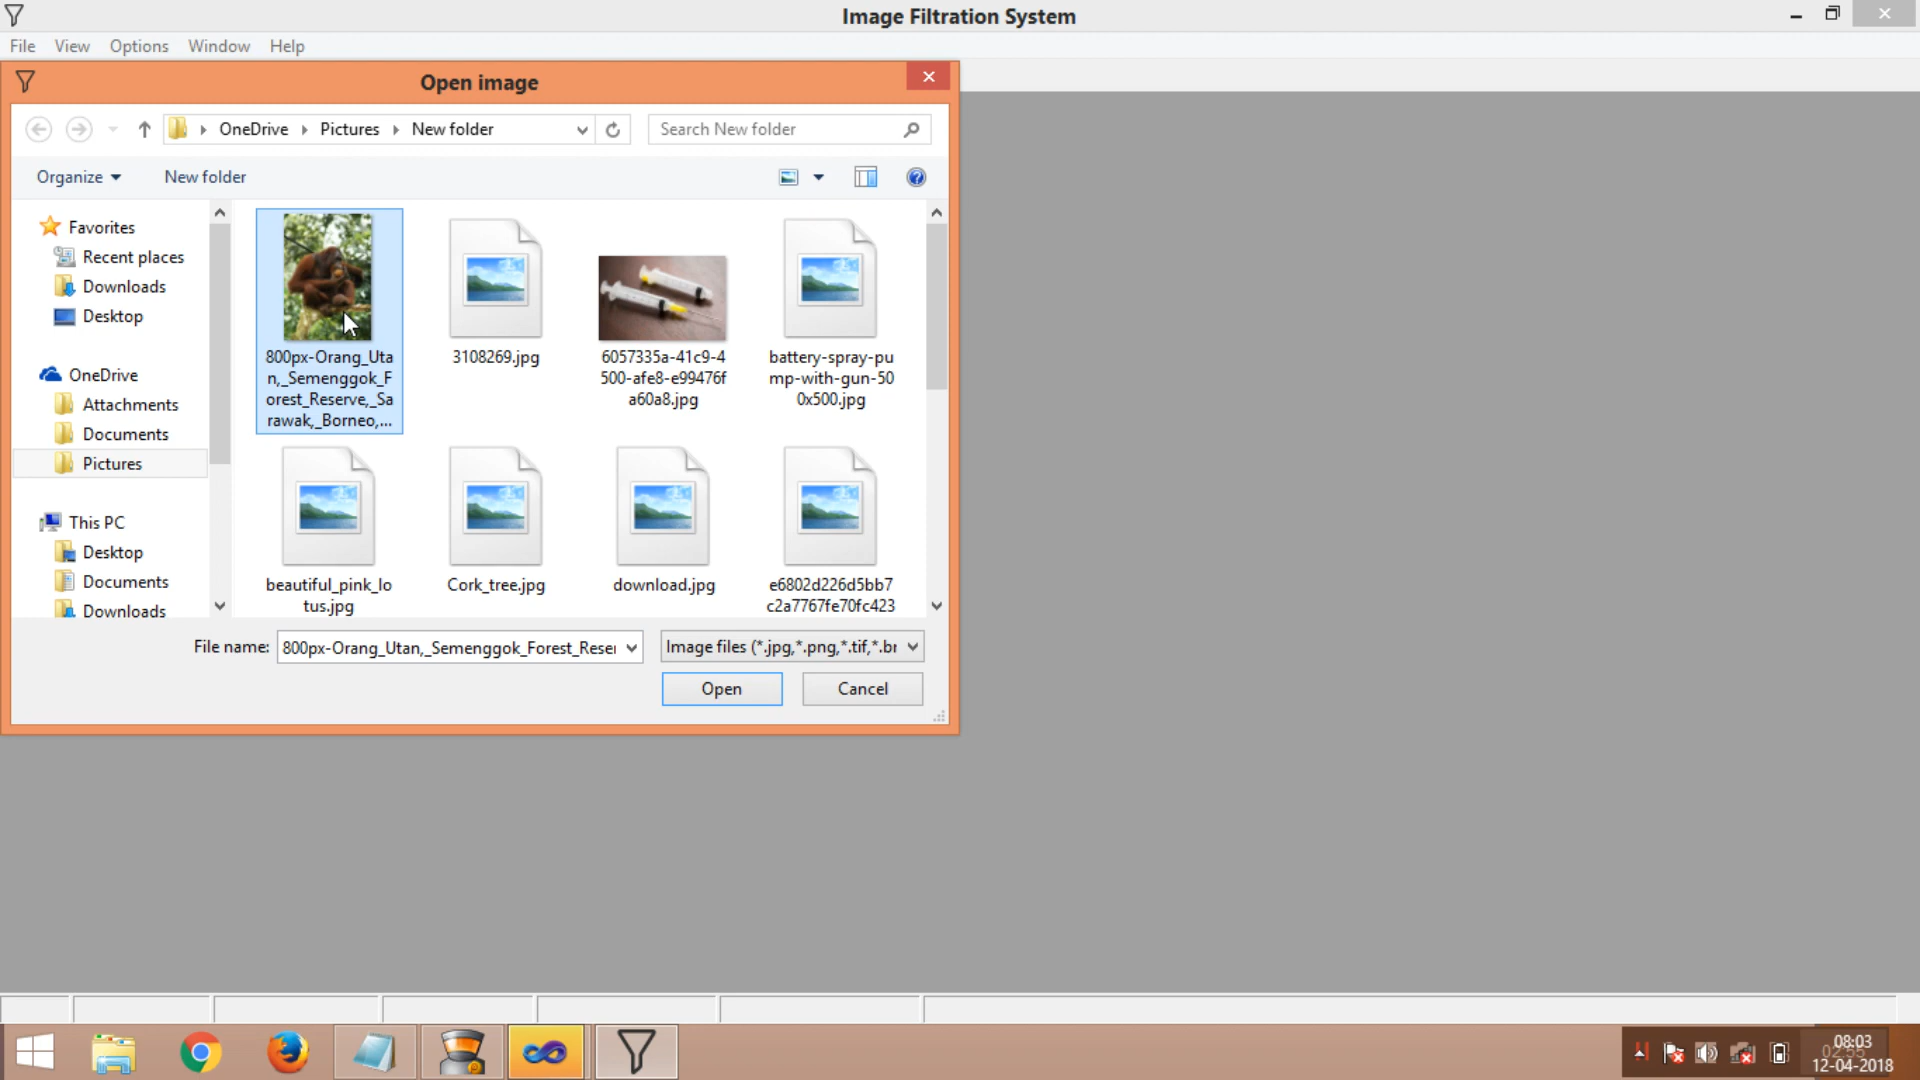 Image Filtration System
File View Options Window Help
Open image
OneDrive Pictures New folder
Search New folder
Organize New folder
Favorites
Recent places
Downloads
Desktop
OneDrive
Attachments
Documents
Pictures
This PC
Desktop
Documents
Downloads
800px-Orang_Uta
n,_Semenggok_F
orest_Reserve,_Sa
rawak,_Borneo,...
3108269.jpg
6057335a-41c9-4
500-afe8-e99476f
a60a8.jpg
battery-spray-pu
mp-with-gun-50
0x500.jpg
beautiful_pink_lo
tus.jpg
Cork_tree.jpg
download.jpg
e6802d226d5bb7
c2a7767fe70fc423
File name: 800px-Orang_Utan,_Semenggok_Forest_Reser
Image files (*.jpg,*.png,*.tif,*.br
Open Cancel
08:03
12-04-2018